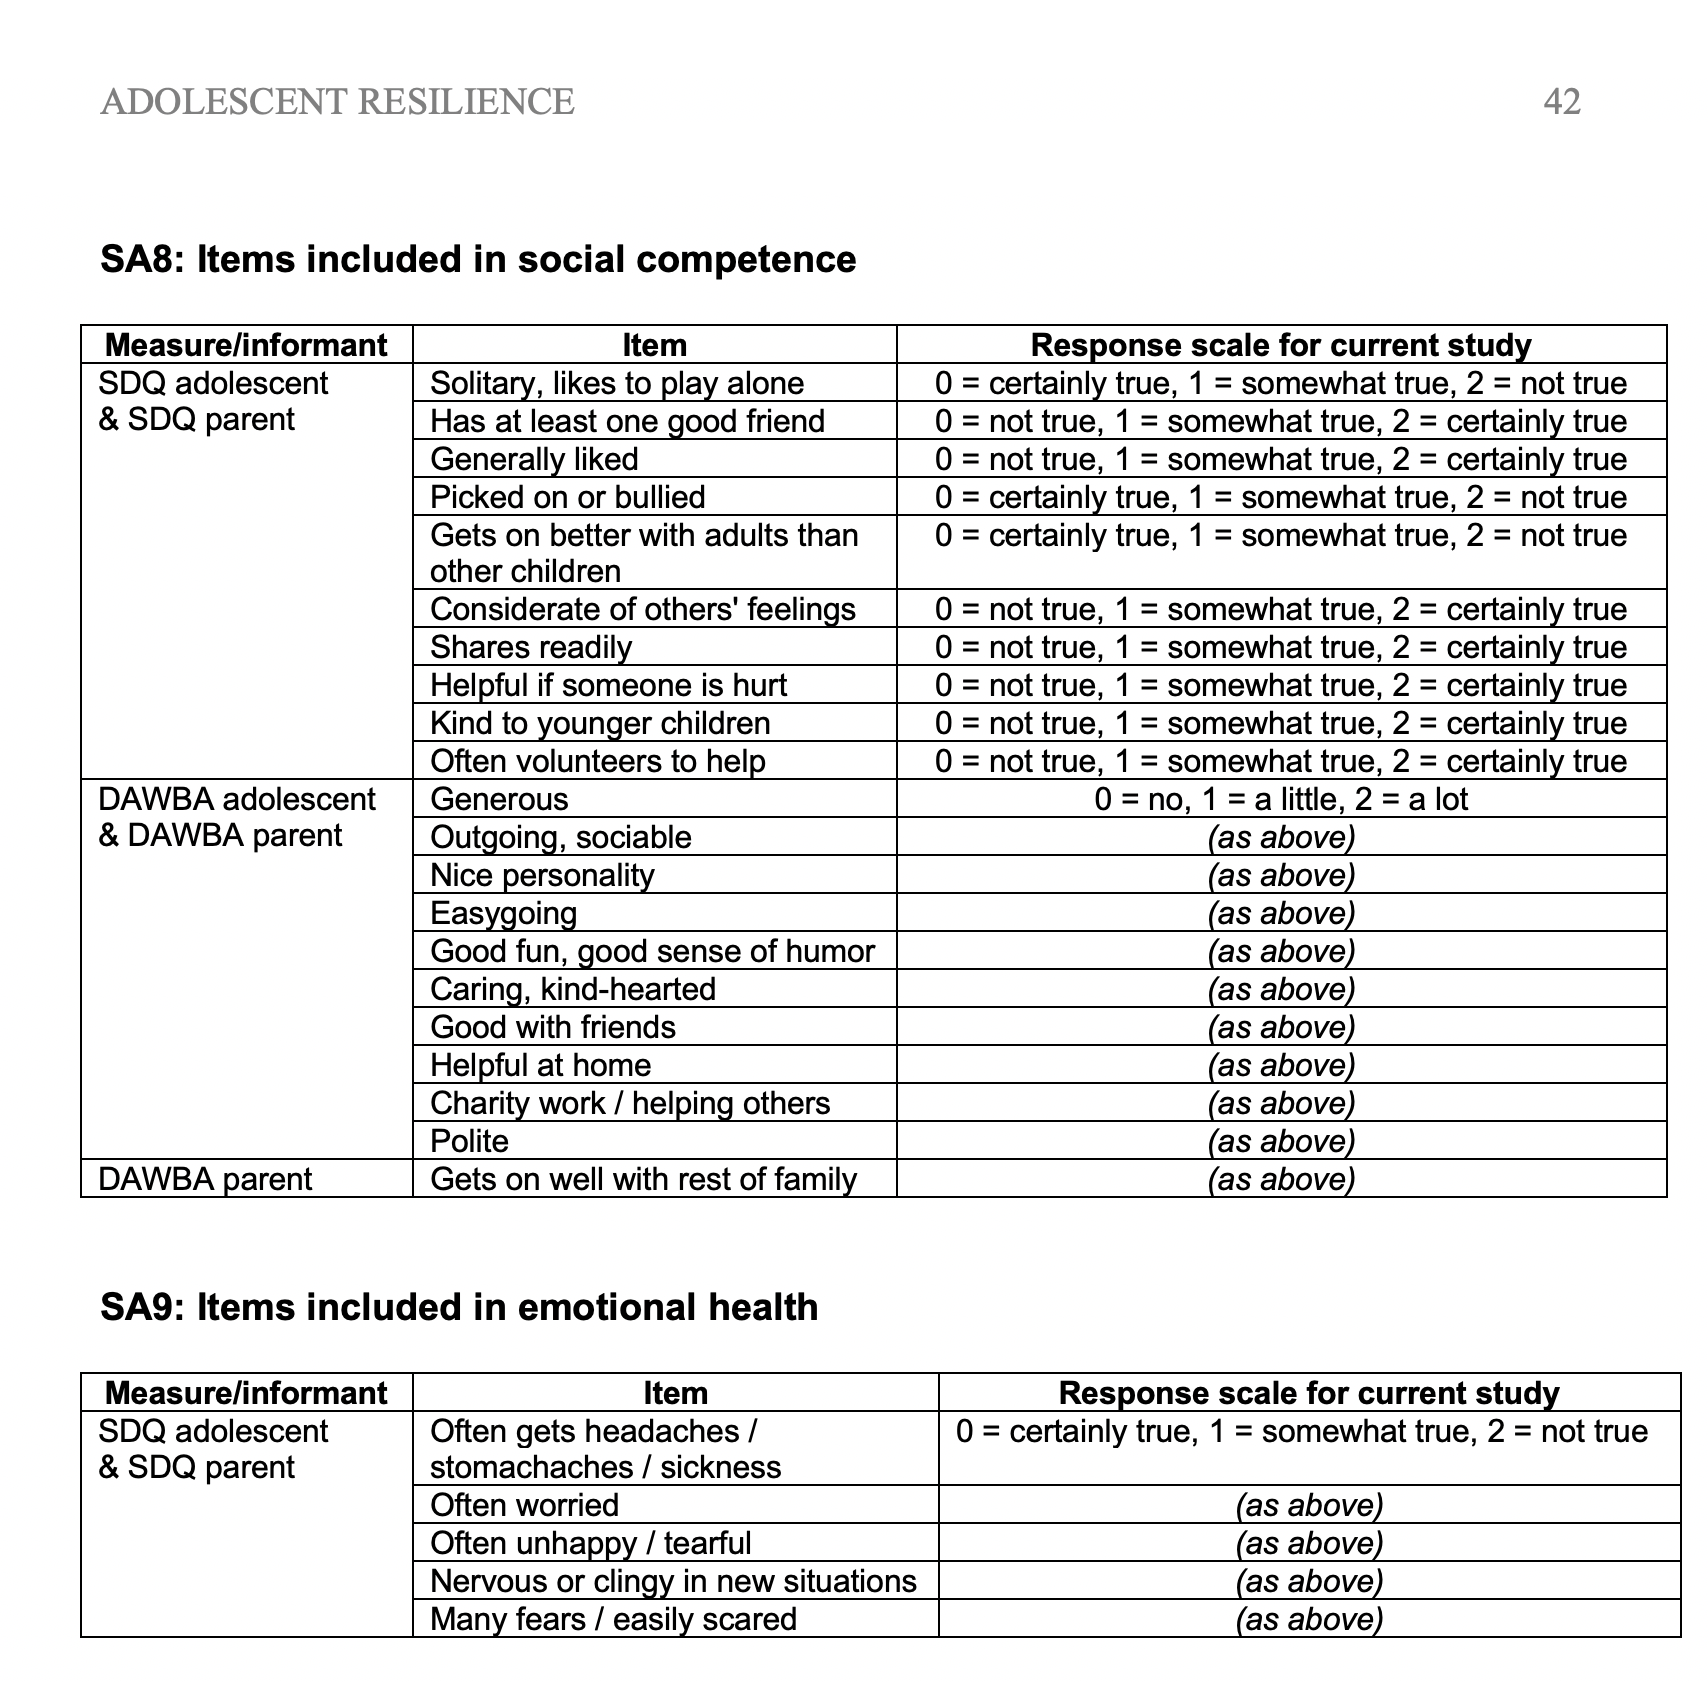 ADOLESCENT RESILIENCE 42
SA8: Items included in social competence
Measure/informant Item Response scale for current study
SDQ adolescent Solitary, likes to play alone 0 = certainly true, 1 = somewhat true, 2 = not true
& SDQ parent Has at least one good friend 0 = not true, 1 = somewhat true, 2 = certainly true
Generally liked 0 = not true, 1 = somewhat true, 2 = certainly true
Picked on or bullied 0 = certainly true, 1 = somewhat true, 2 = not true
Gets on better with adults than 0 = certainly true, 1 = somewhat true, 2 = not true
other children
Considerate of others' feelings 0 = not true, 1 = somewhat true, 2 = certainly true
Shares readily 0 = not true, 1 = somewhat true, 2 = certainly true
Helpful if someone is hurt 0 = not true, 1 = somewhat true, 2 = certainly true
Kind to younger children 0 = not true, 1 = somewhat true, 2 = certainly true
Often volunteers to help 0 = not true, 1 = somewhat true, 2 = certainly true
DAWBA adolescent Generous 0 = no, 1 = a little, 2 = a lot
& DAWBA parent Outgoing, sociable (as above)
Nice personality (as above)
Easygoing (as above)
Good fun, good sense of humor (as above)
Caring, kind-hearted (as above)
Good with friends (as above)
Helpful at home (as above)
Charity work / helping others (as above)
Polite (as above)
DAWBA parent Gets on well with rest of family (as above)
SA9: Items included in emotional health
Measure/informant Item Response scale for current study
SDQ adolescent Often gets headaches / 0 = certainly true, 1 = somewhat true, 2 = not true
& SDQ parent stomachaches / sickness
Often worried (as above)
Often unhappy / tearful (as above)
Nervous or clingy in new situations (as above)
Many fears / easily scared (as above)